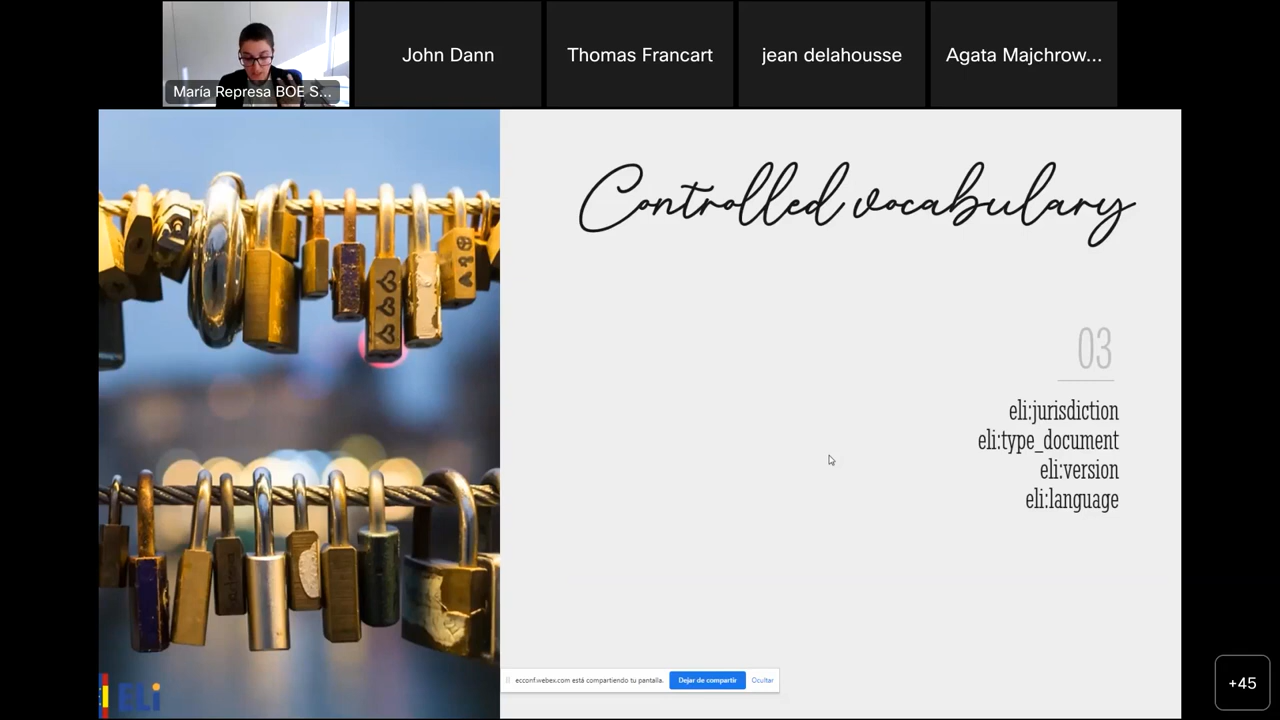 María Represa BOE S...
John Dann
Thomas Francart
jean delahousse
Agata Majchrow...
Controlled vocabulary
03
eli:jurisdiction
eli:type_document
eli:version
eli:language
ELi
ecconf.webex.com está compartiendo tu pantalla.
Dejar de compartir
Ocultar
+45